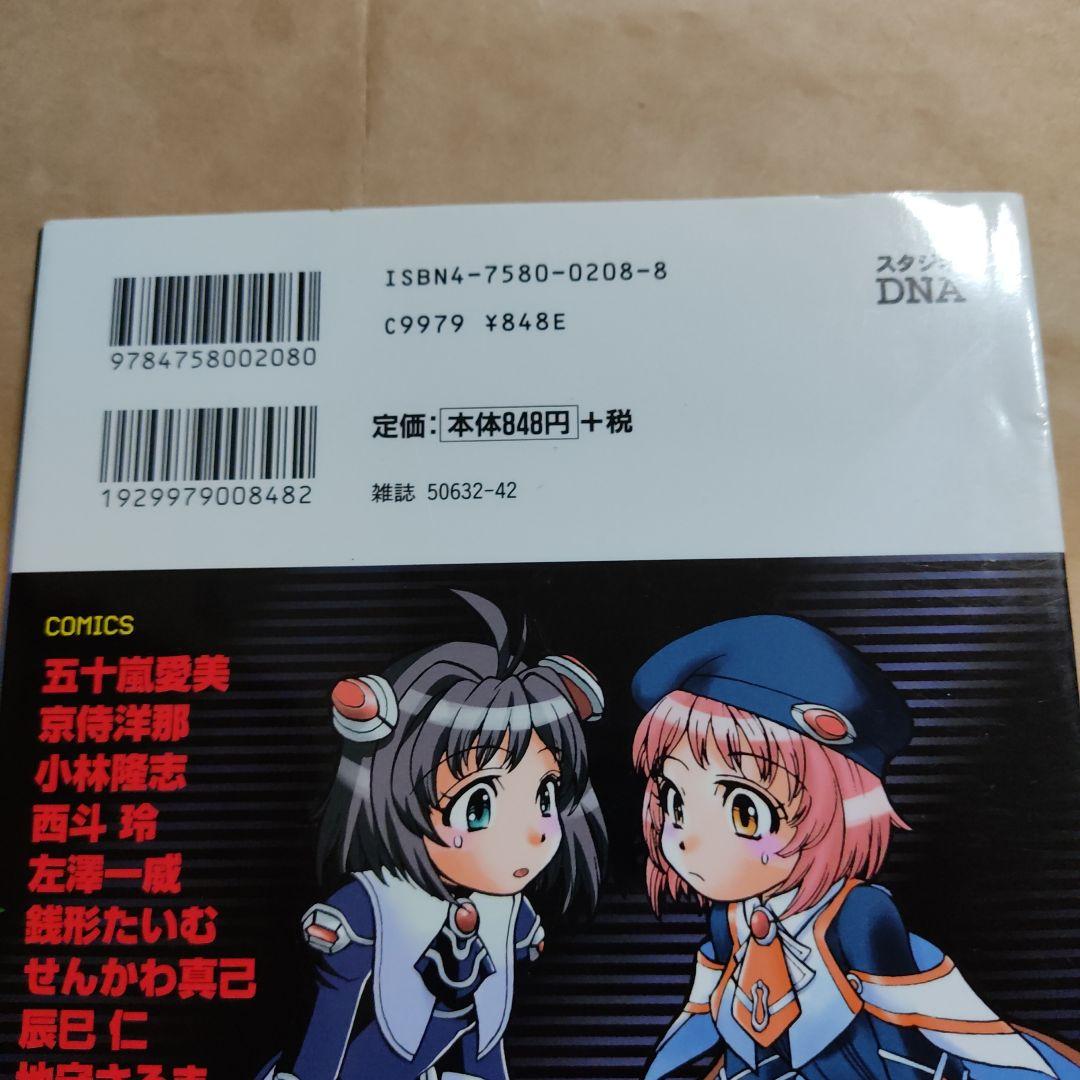 ISBN4-7580-0208-8
スタジオ
DNA
C9979 ¥848E
9784758002080
定価：本体848円+税
1929979008482
雑誌 50632-42
COMICS
五十嵐愛美
京侍洋那
小林隆志
西斗 玲
左澤一威
銭形たいむ
せんかわ真己
辰巳 仁